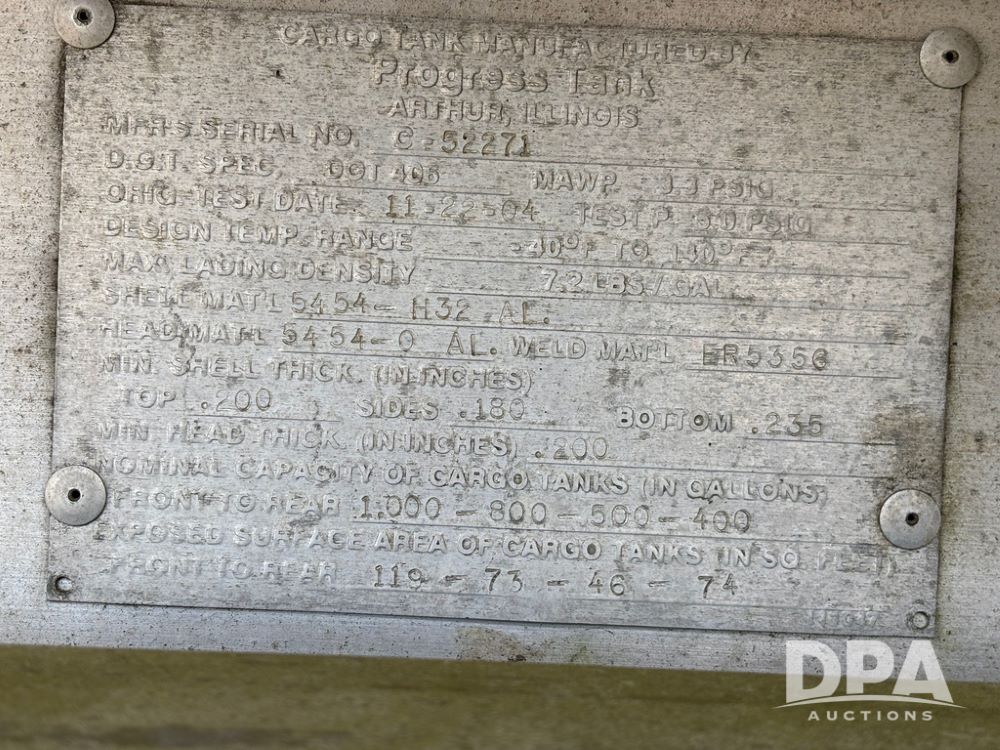 CARGO TANK MANUFACTURED BY
Progress Tank
ARTHUR, ILLINOIS
MFR'S SERIAL NO. C-52271
D.O.T. SPEC. DOT 406 MAWP 3.3 PSIG
ORIG. TEST DATE 11-22-04 TEST P. 5.0 PSIG
DESIGN TEMP. RANGE -40°F TO 130°F
MAX. LADING DENSITY 7.2 LBS/GAL
SHELL MAT'L 5454-H32 AL.
HEAD MAT'L 5454-O AL. WELD MAT'L ER5356
MIN. SHELL THICK. (IN INCHES)
TOP .200 SIDES .180 BOTTOM .235
MIN. HEAD THICK. (IN INCHES) .200
NOMINAL CAPACITY OF CARGO TANKS (IN GALLONS)
FRONT TO REAR 1,000-800-500-400
EXPOSED SURFACE AREA OF CARGO TANKS (IN SQ. FEET)
FRONT TO REAR 119-73-46-74
DPA
AUCTIONS